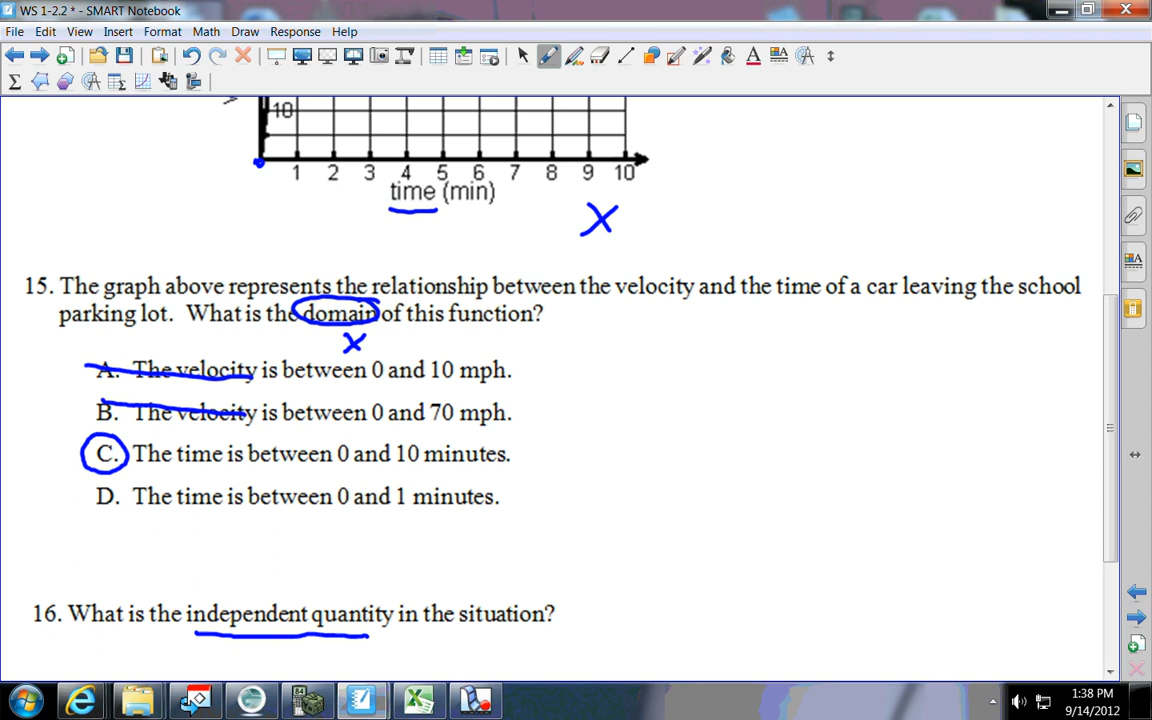 WS 1-2.2 * - SMART Notebook
File Edit View Insert Format Math Draw Response Help
10
1 2 3 4 5 6 7 8 9 10
time (min)
X
15. The graph above represents the relationship between the velocity and the time of a car leaving the school
parking lot. What is the domain of this function?
X
A. The velocity is between 0 and 10 mph.
B. The velocity is between 0 and 70 mph.
C. The time is between 0 and 10 minutes.
D. The time is between 0 and 1 minutes.
16. What is the independent quantity in the situation?
1:38 PM
9/14/2012